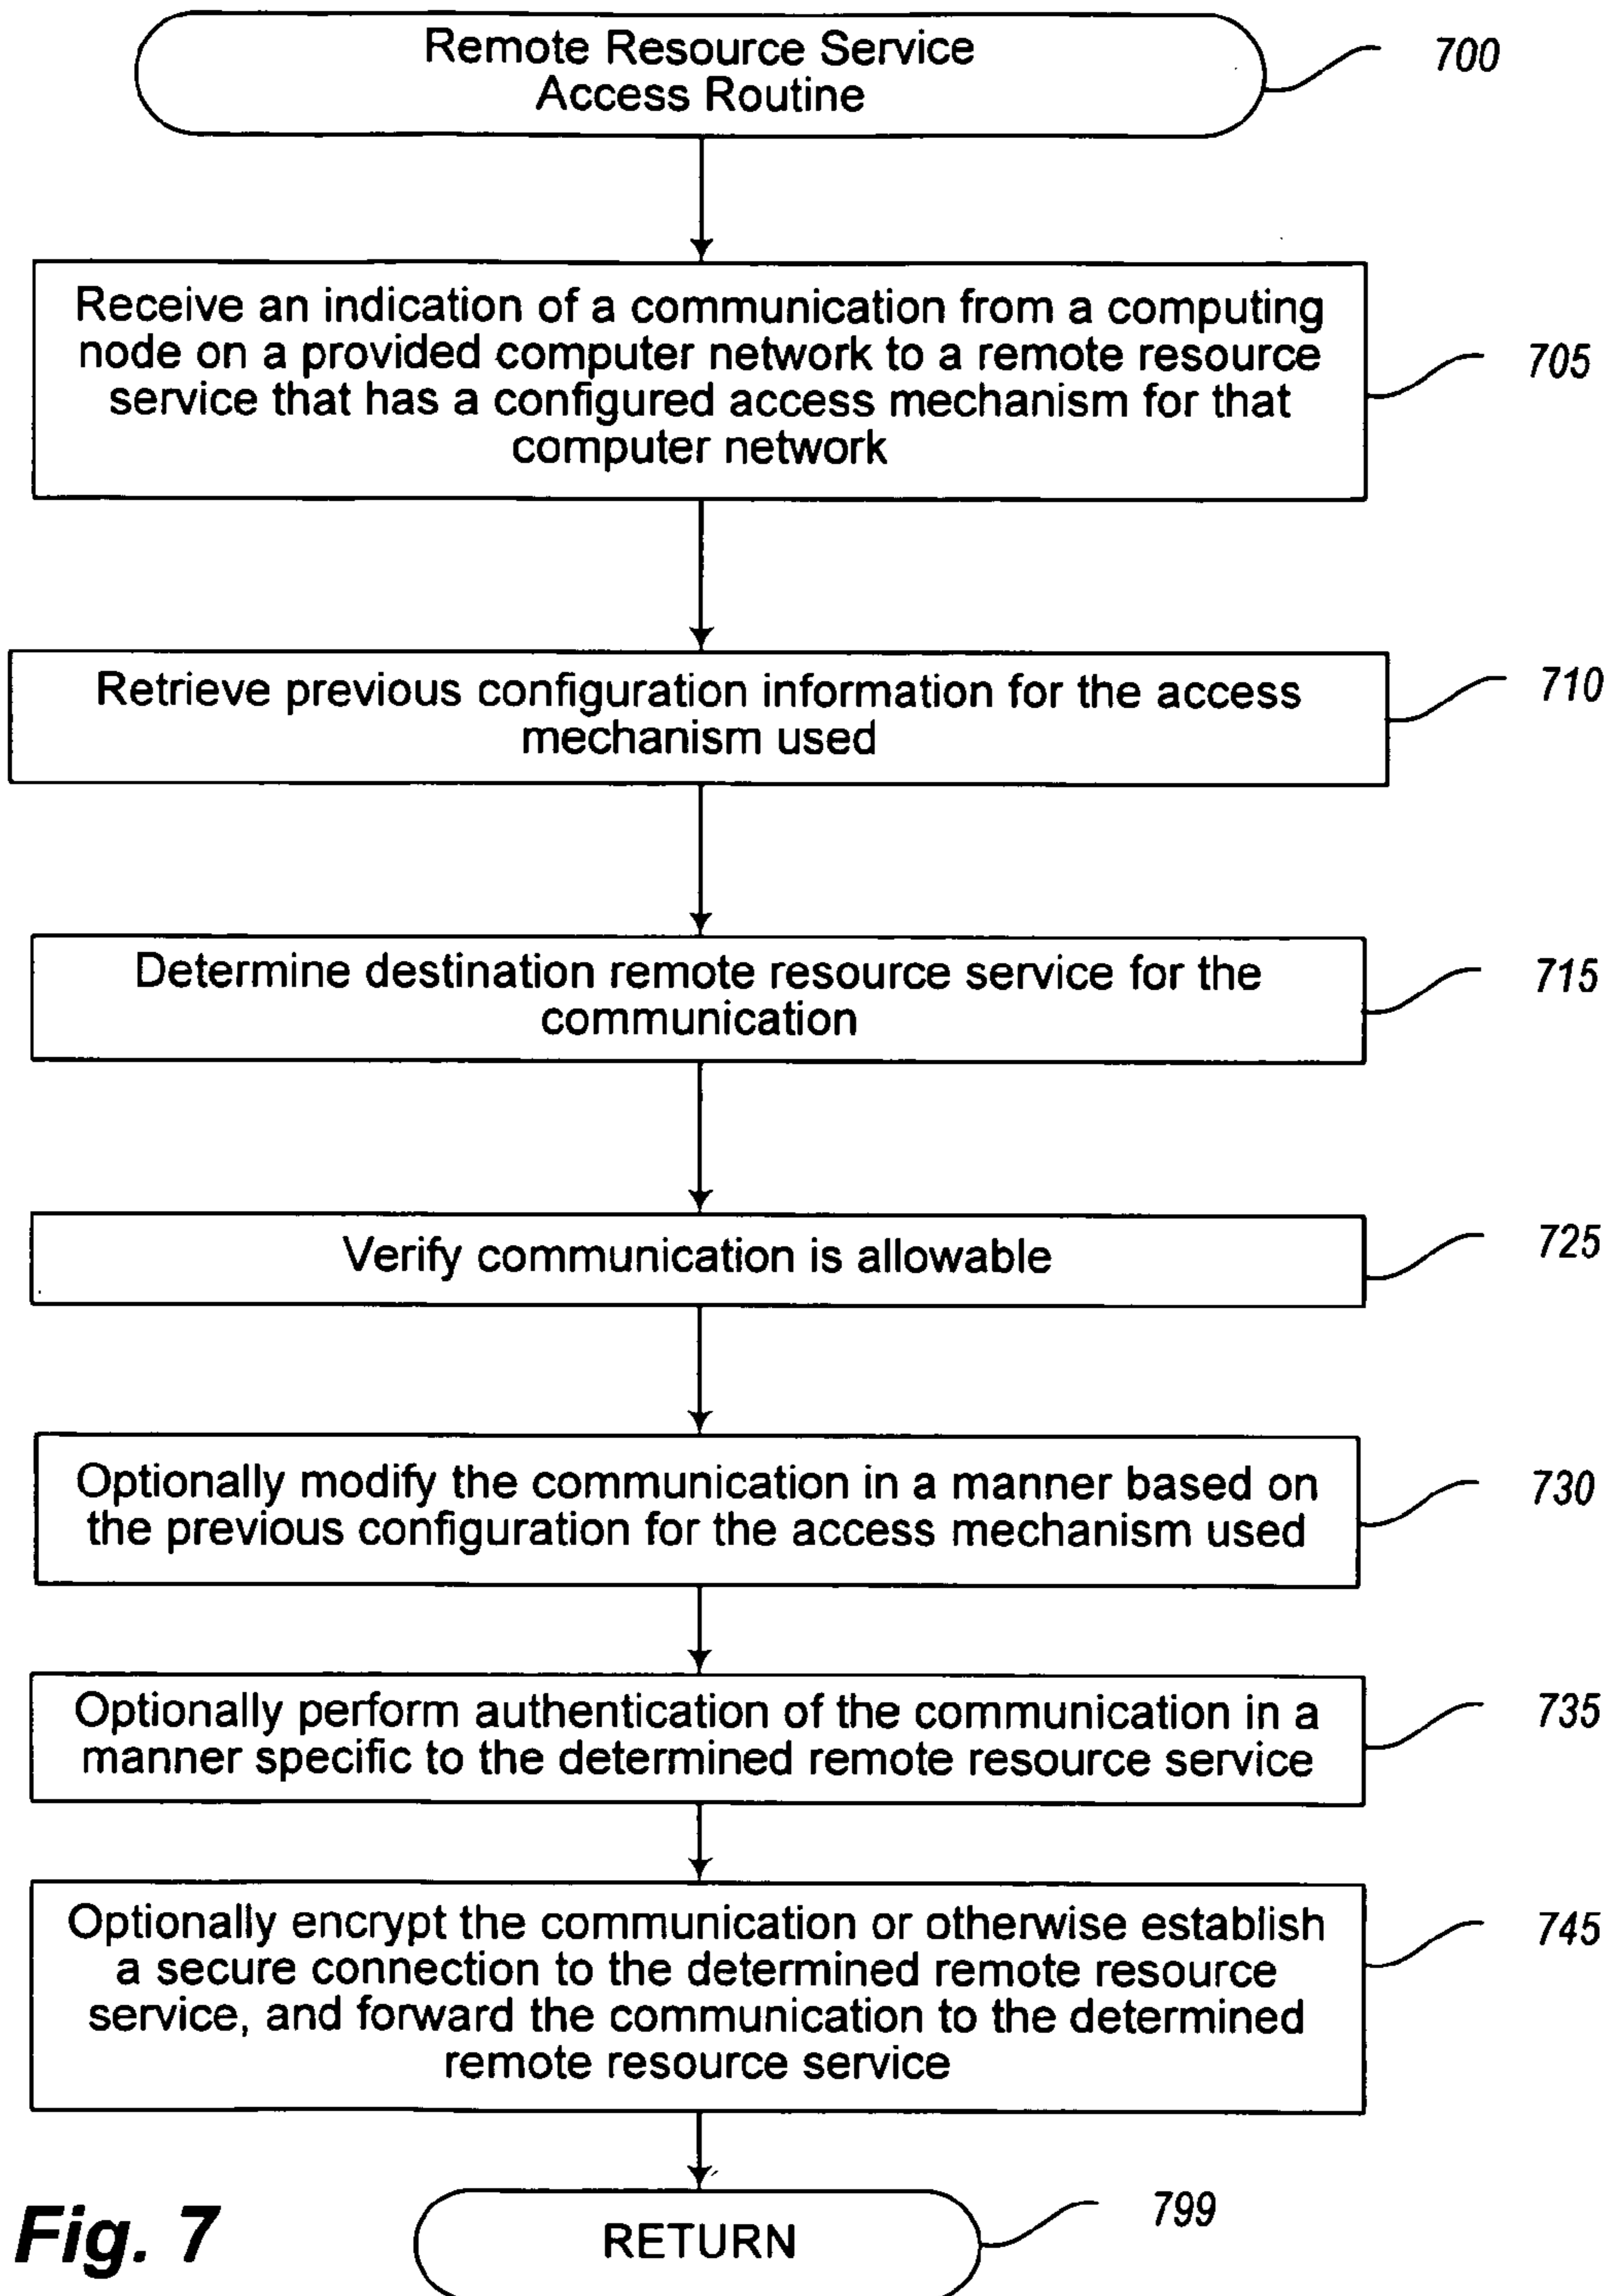 Remote Resource Service
Access Routine
700
Receive an indication of a communication from a computing
node on a provided computer network to a remote resource
service that has a configured access mechanism for that
computer network
705
Retrieve previous configuration information for the access
mechanism used
710
Determine destination remote resource service for the
communication
715
Verify communication is allowable
725
Optionally modify the communication in a manner based on
the previous configuration for the access mechanism used
730
Optionally perform authentication of the communication in a
manner specific to the determined remote resource service
735
Optionally encrypt the communication or otherwise establish
a secure connection to the determined remote resource
service, and forward the communication to the determined
remote resource service
745
RETURN
799
Fig. 7